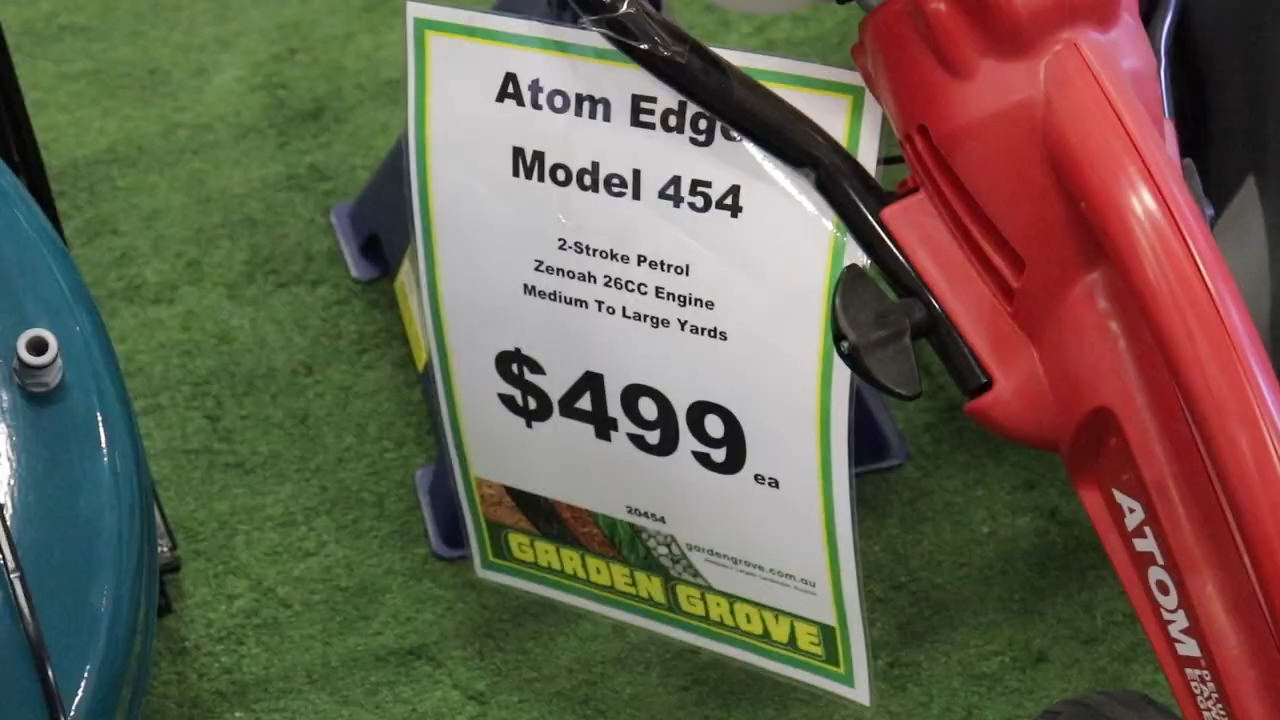 Atom Edge
Model 454
2-Stroke Petrol
Zenoah 26CC Engine
Medium To Large Yards
$499 ea
20454
gardengrove.com.au
GARDEN GROVE
ATOM